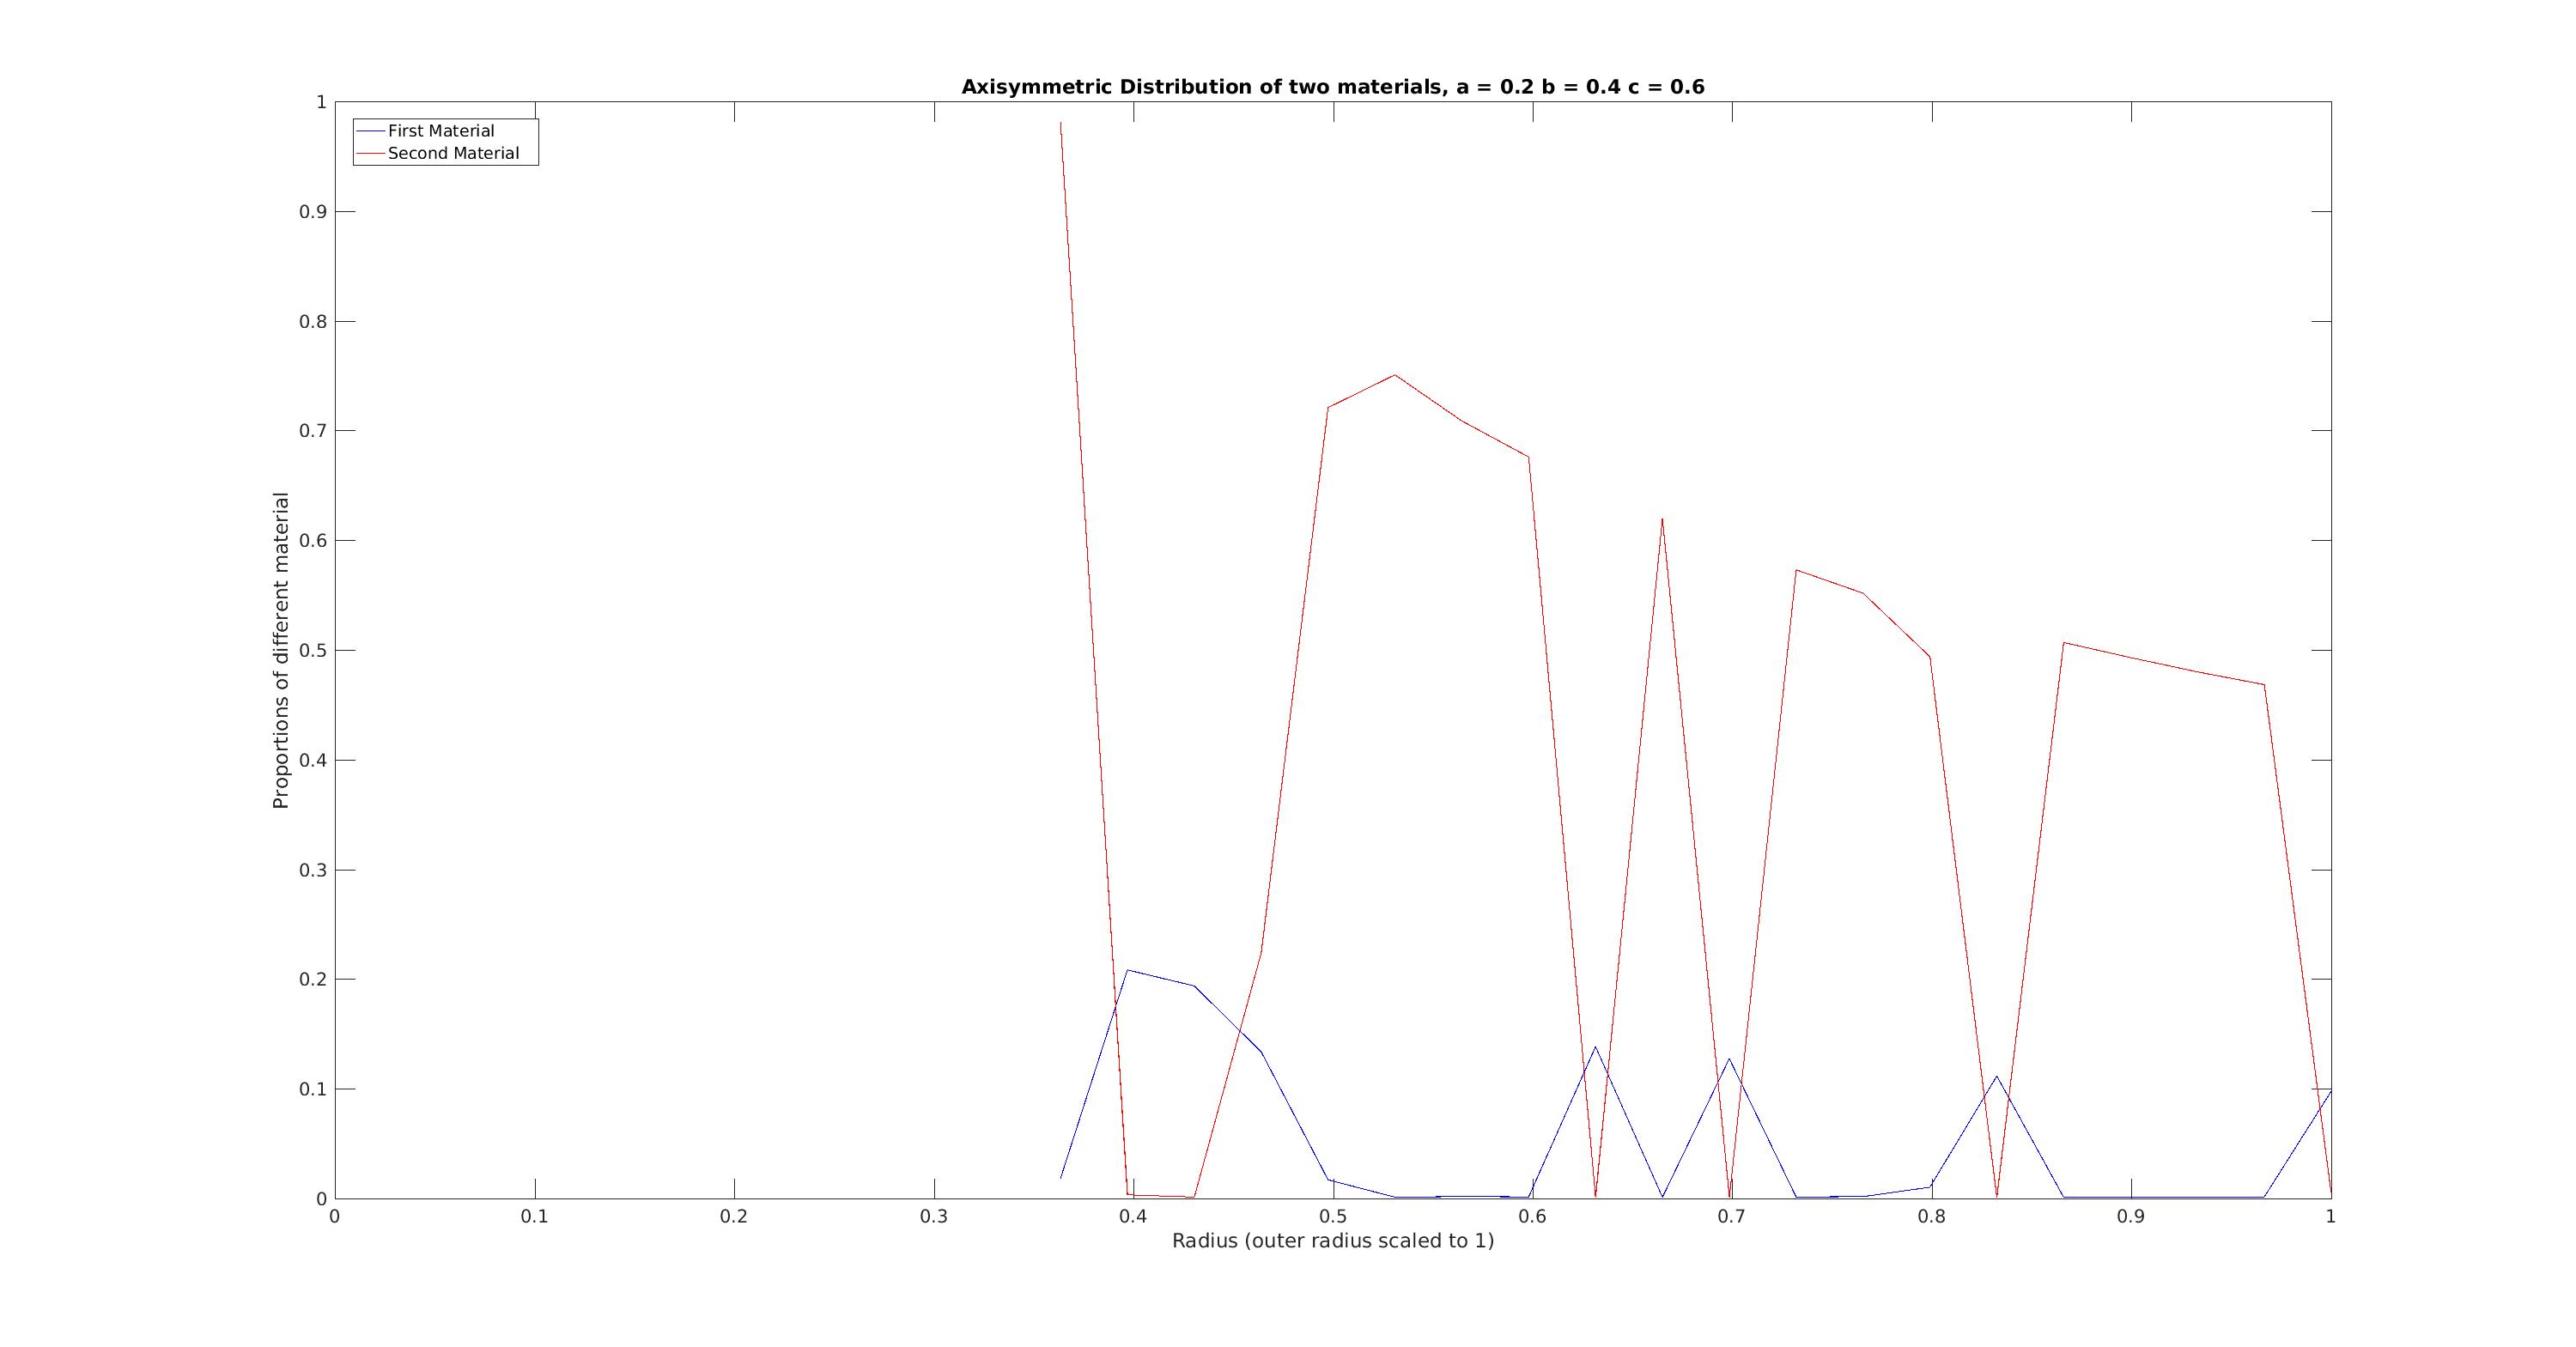 Axisymmetric Distribution of two materials, a = 0.2 b = 0.4 c = 0.6
First Material
Second Material
1
0.9
0.8
0.7
0.6
0.5
0.4
0.3
0.2
0.1
0
Proportions of different material
0 0.1 0.2 0.3 0.4 0.5 0.6 0.7 0.8 0.9 1
Radius (outer radius scaled to 1)